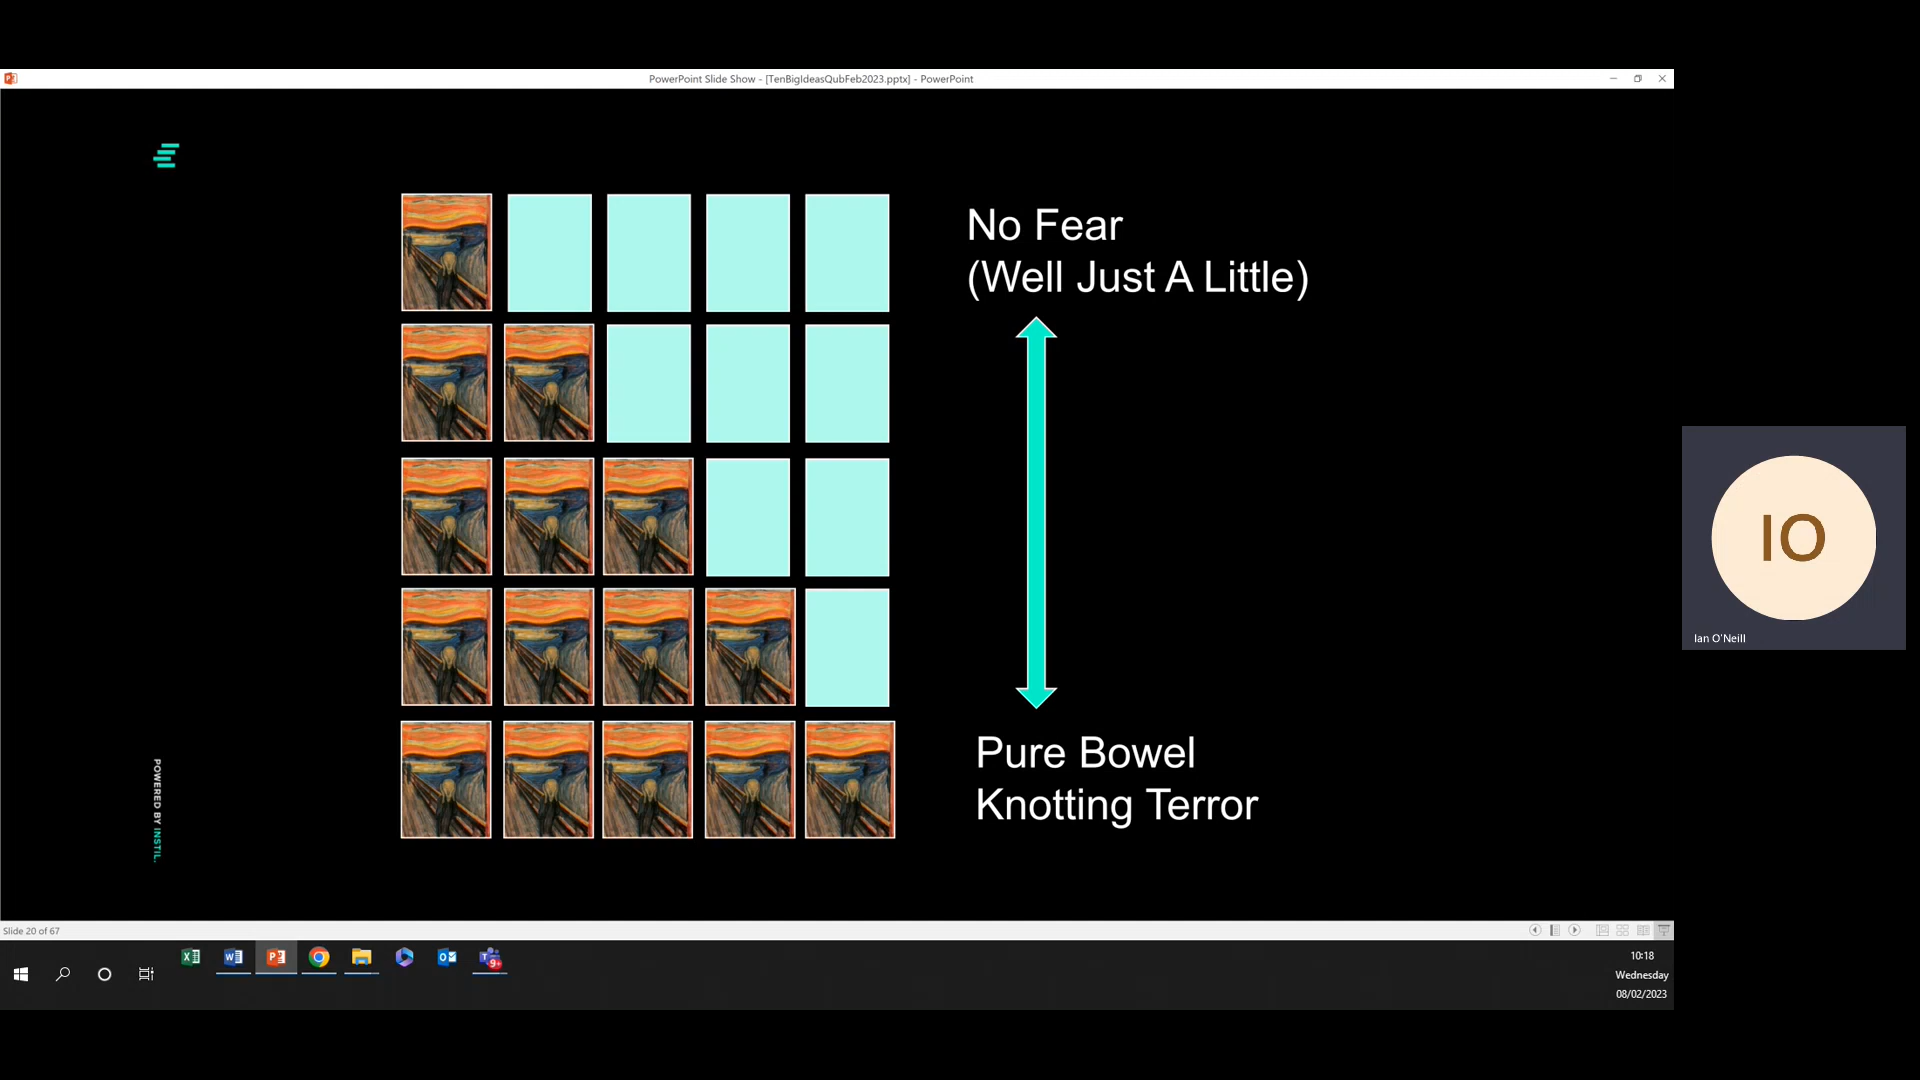 PowerPoint Slide Show - [TenBigIdeasQubFeb2023.pptx] - PowerPoint
No Fear
(Well Just A Little)
Pure Bowel
Knotting Terror
POWERED BY INSTIL.
IO
Ian O'Neill
Slide 20 of 67
9+
10:18
Wednesday
08/02/2023